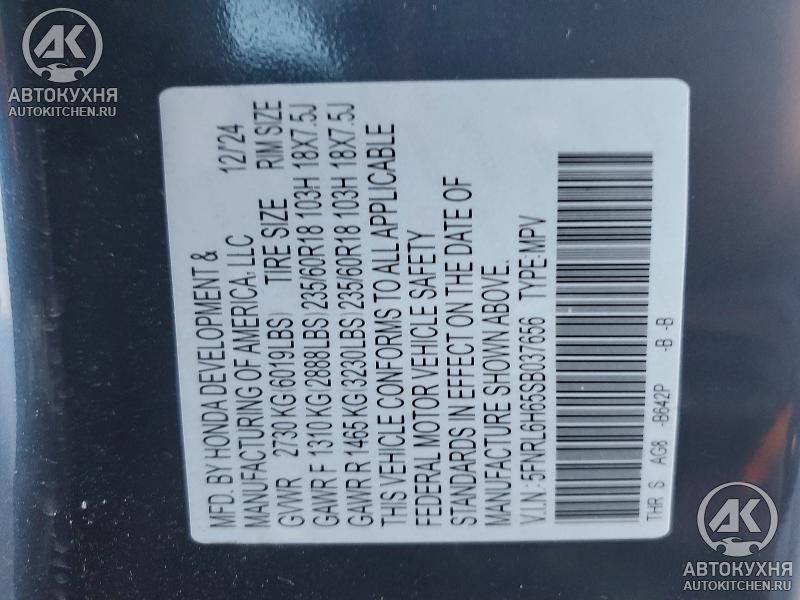 AK
АВТОКУХНЯ
AUTOKITCHEN.RU
MFD. BY HONDA DEVELOPMENT &
MANUFACTURING OF AMERICA, LLC 12/24
GVWR 2730 KG(6019LBS) TIRE SIZE RIM SIZE
GAWR F 1310 KG(2888LBS)235/60R18 103H 18X7.5J
GAWR R 1465 KG(3230LBS)235/60R18 103H 18X7.5J
THIS VEHICLE CONFORMS TO ALL APPLICABLE
FEDERAL MOTOR VEHICLE SAFETY
STANDARDS IN EFFECT ON THE DATE OF
MANUFACTURE SHOWN ABOVE.
V.I.N.:5FNRL6H65SB037656 TYPE:MPV
THR S AG8 -B642P -B -B
AK
АВТОКУХНЯ
AUTOKITCHEN.RU